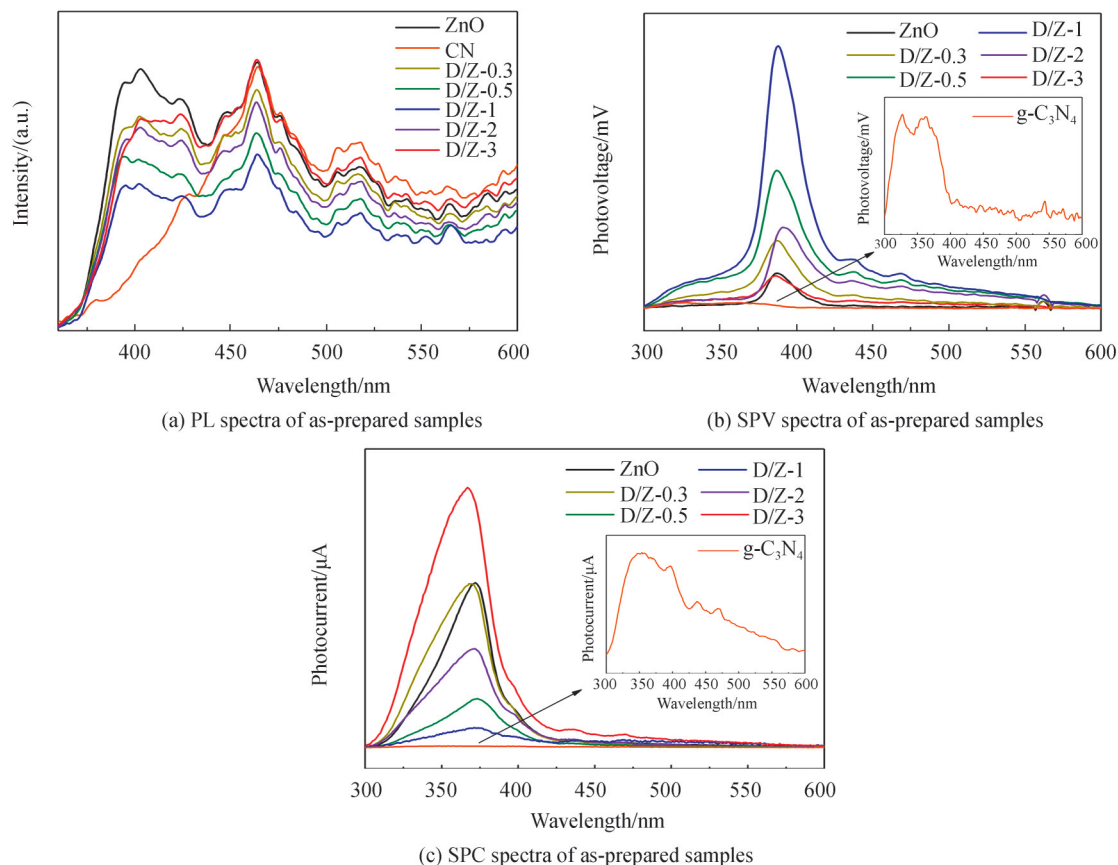 Intensity/(a.u.)
ZnO
CN
D/Z-0.3
D/Z-0.5
D/Z-1
D/Z-2
D/Z-3
400 450 500 550 600
Wavelength/nm
(a) PL spectra of as-prepared samples
Photovoltage/mV
ZnO D/Z-1
D/Z-0.3 D/Z-2
D/Z-0.5 D/Z-3
Photovoltage/mV
g-C₃N₄
300 350 400 450 500 550 600
Wavelength/nm
300 350 400 450 500 550 600
Wavelength/nm
(b) SPV spectra of as-prepared samples
Photocurrent/μA
ZnO D/Z-1
D/Z-0.3 D/Z-2
D/Z-0.5 D/Z-3
Photocurrent/μA
g-C₃N₄
300 350 400 450 500 550 600
Wavelength/nm
300 350 400 450 500 550 600
Wavelength/nm
(c) SPC spectra of as-prepared samples